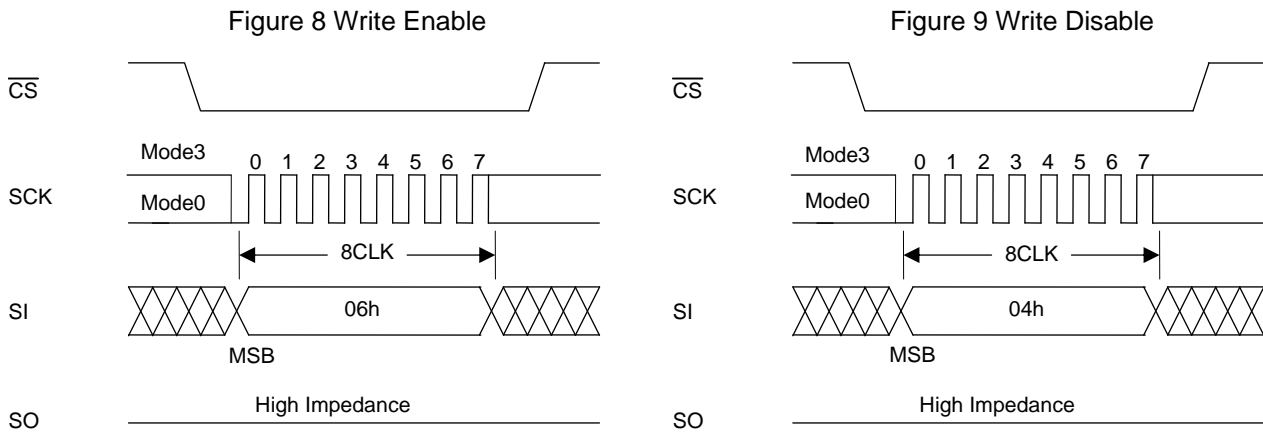 Figure 8 Write Enable
CS
Mode3
0 1 2 3 4 5 6 7
SCK
Mode0
8CLK
SI
06h
MSB
High Impedance
SO
Figure 9 Write Disable
CS
Mode3
0 1 2 3 4 5 6 7
SCK
Mode0
8CLK
SI
04h
MSB
High Impedance
SO